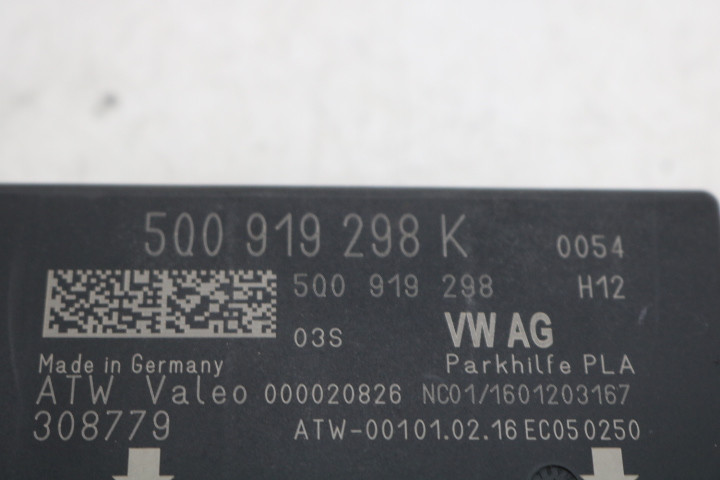 5Q0 919 298 K 0054
5Q0 919 298 H12
03S VW AG
Made in Germany Parkhilfe PLA
ATW Valeo 000020826 NC01/1601203167
308779 ATW-00101.02.16 EC050250